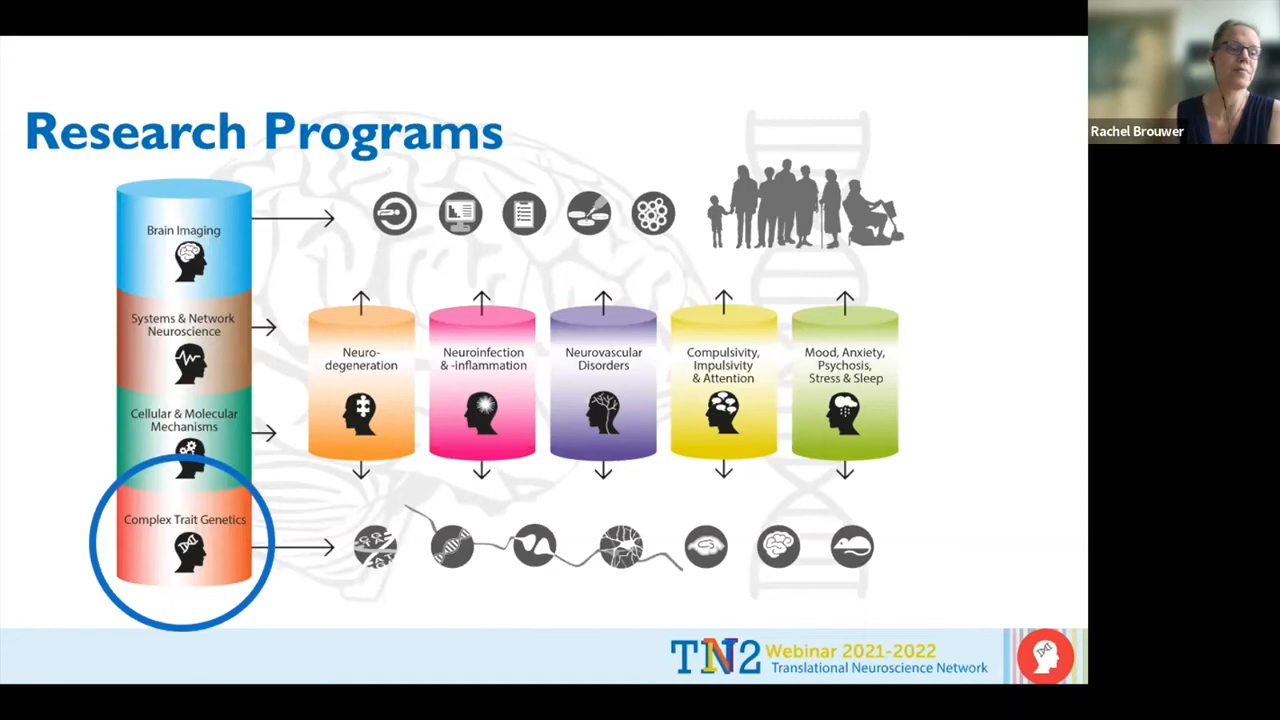 Research Programs
Rachel Brouwer
Brain Imaging
Systems & Network
Neuroscience
Cellular & Molecular
Mechanisms
Complex Trait Genetics
Neuro-
degeneration
Neuroinfection
& -inflammation
Neurovascular
Disorders
Compulsivity,
Impulsivity
& Attention
Mood, Anxiety,
Psychosis,
Stress & Sleep
TN2 Webinar 2021-2022
Translational Neuroscience Network